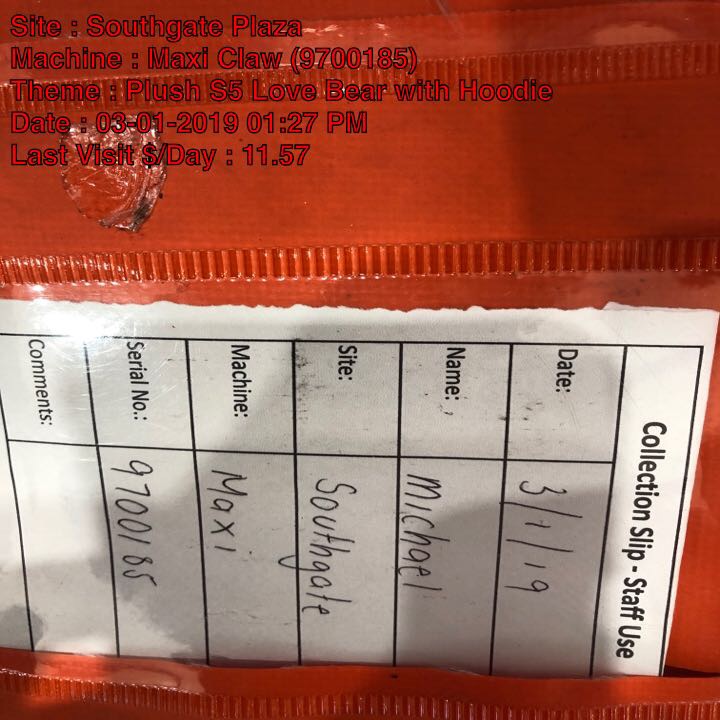 Site : Southgate Plaza
Machine : Maxi Claw (9700185)
Theme : Plush S5 Love Bear with Hoodie
Date : 03-01-2019 01:27 PM
Last Visit $/Day : 11.57
Collection Slip - Staff Use
Date: 3/1/19
Name: Michael
Site: Southgate
Machine: Maxi
Serial No.: 9700185
Comments: